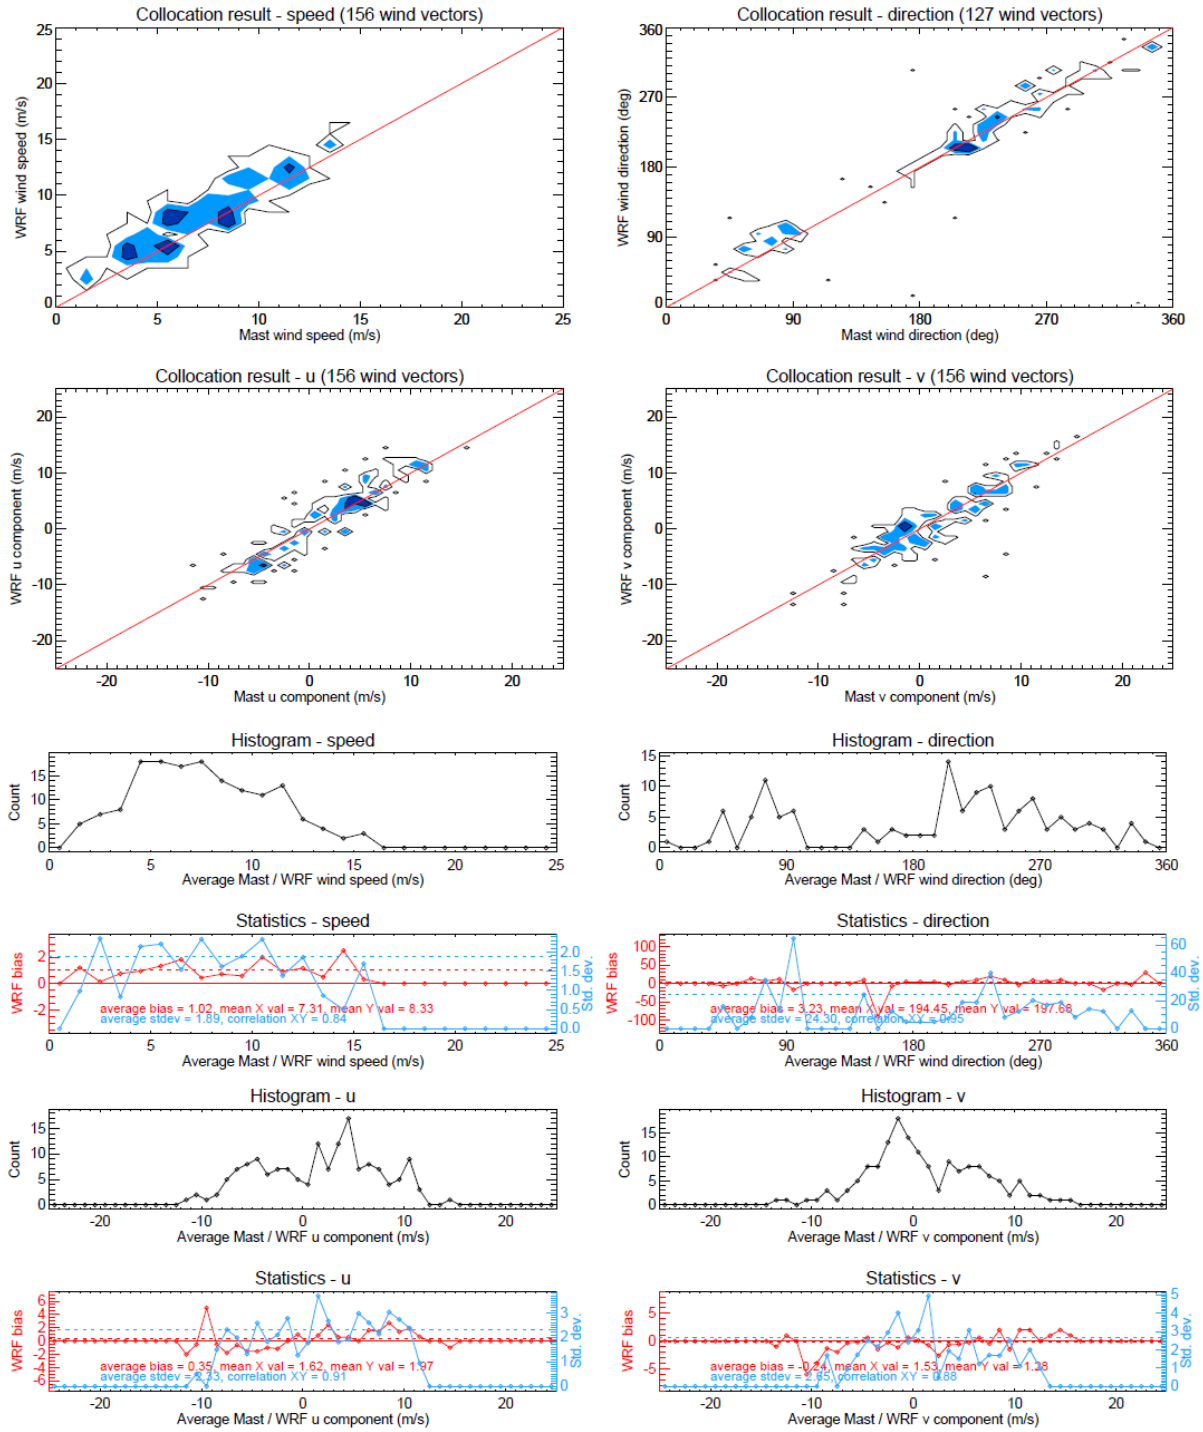 Collocation result - speed (156 wind vectors)
WRF wind speed (m/s)
25
20
15
10
5
0
0 5 10 15 20 25
Mast wind speed (m/s)
Collocation result - direction (127 wind vectors)
WRF wind direction (deg)
360
270
180
90
0
0 90 180 270 360
Mast wind direction (deg)
Collocation result - u (156 wind vectors)
WRF u component (m/s)
20
10
0
-10
-20
-20 -10 0 10 20
Mast u component (m/s)
Collocation result - v (156 wind vectors)
WRF v component (m/s)
20
10
0
-10
-20
-20 -10 0 10 20
Mast v component (m/s)
Histogram - speed
Count
15
10
5
0
0 5 10 15 20 25
Average Mast / WRF wind speed (m/s)
Histogram - direction
Count
15
10
5
0
0 90 180 270 360
Average Mast / WRF wind direction (deg)
Statistics - speed
WRF bias
2
0
-2
Std. dev.
2.0
1.5
1.0
0.5
0.0
average bias = 1.02, mean X val = 7.31, mean Y val = 8.33
average stdev = 1.89, correlation XY = 0.84
0 5 10 15 20 25
Average Mast / WRF wind speed (m/s)
Statistics - direction
WRF bias
100
50
0
-50
-100
Std. dev.
60
40
20
0
average bias = 3.23, mean X val = 194.45, mean Y val = 197.68
average stdev = 24.30, correlation XY = 0.95
0 90 180 270 360
Average Mast / WRF wind direction (deg)
Histogram - u
Count
15
10
5
0
-20 -10 0 10 20
Average Mast / WRF u component (m/s)
Histogram - v
Count
15
10
5
0
-20 -10 0 10 20
Average Mast / WRF v component (m/s)
Statistics - u
WRF bias
6
4
2
0
-2
-4
-6
Std. dev.
3
2
1
0
average bias = 0.35, mean X val = 1.62, mean Y val = 1.97
average stdev = 2.33, correlation XY = 0.91
-20 -10 0 10 20
Average Mast / WRF u component (m/s)
Statistics - v
WRF bias
5
0
-5
Std. dev.
5
4
3
2
1
0
average bias = -0.24, mean X val = 1.53, mean Y val = 1.28
average stdev = 2.65, correlation XY = 0.88
-20 -10 0 10 20
Average Mast / WRF v component (m/s)